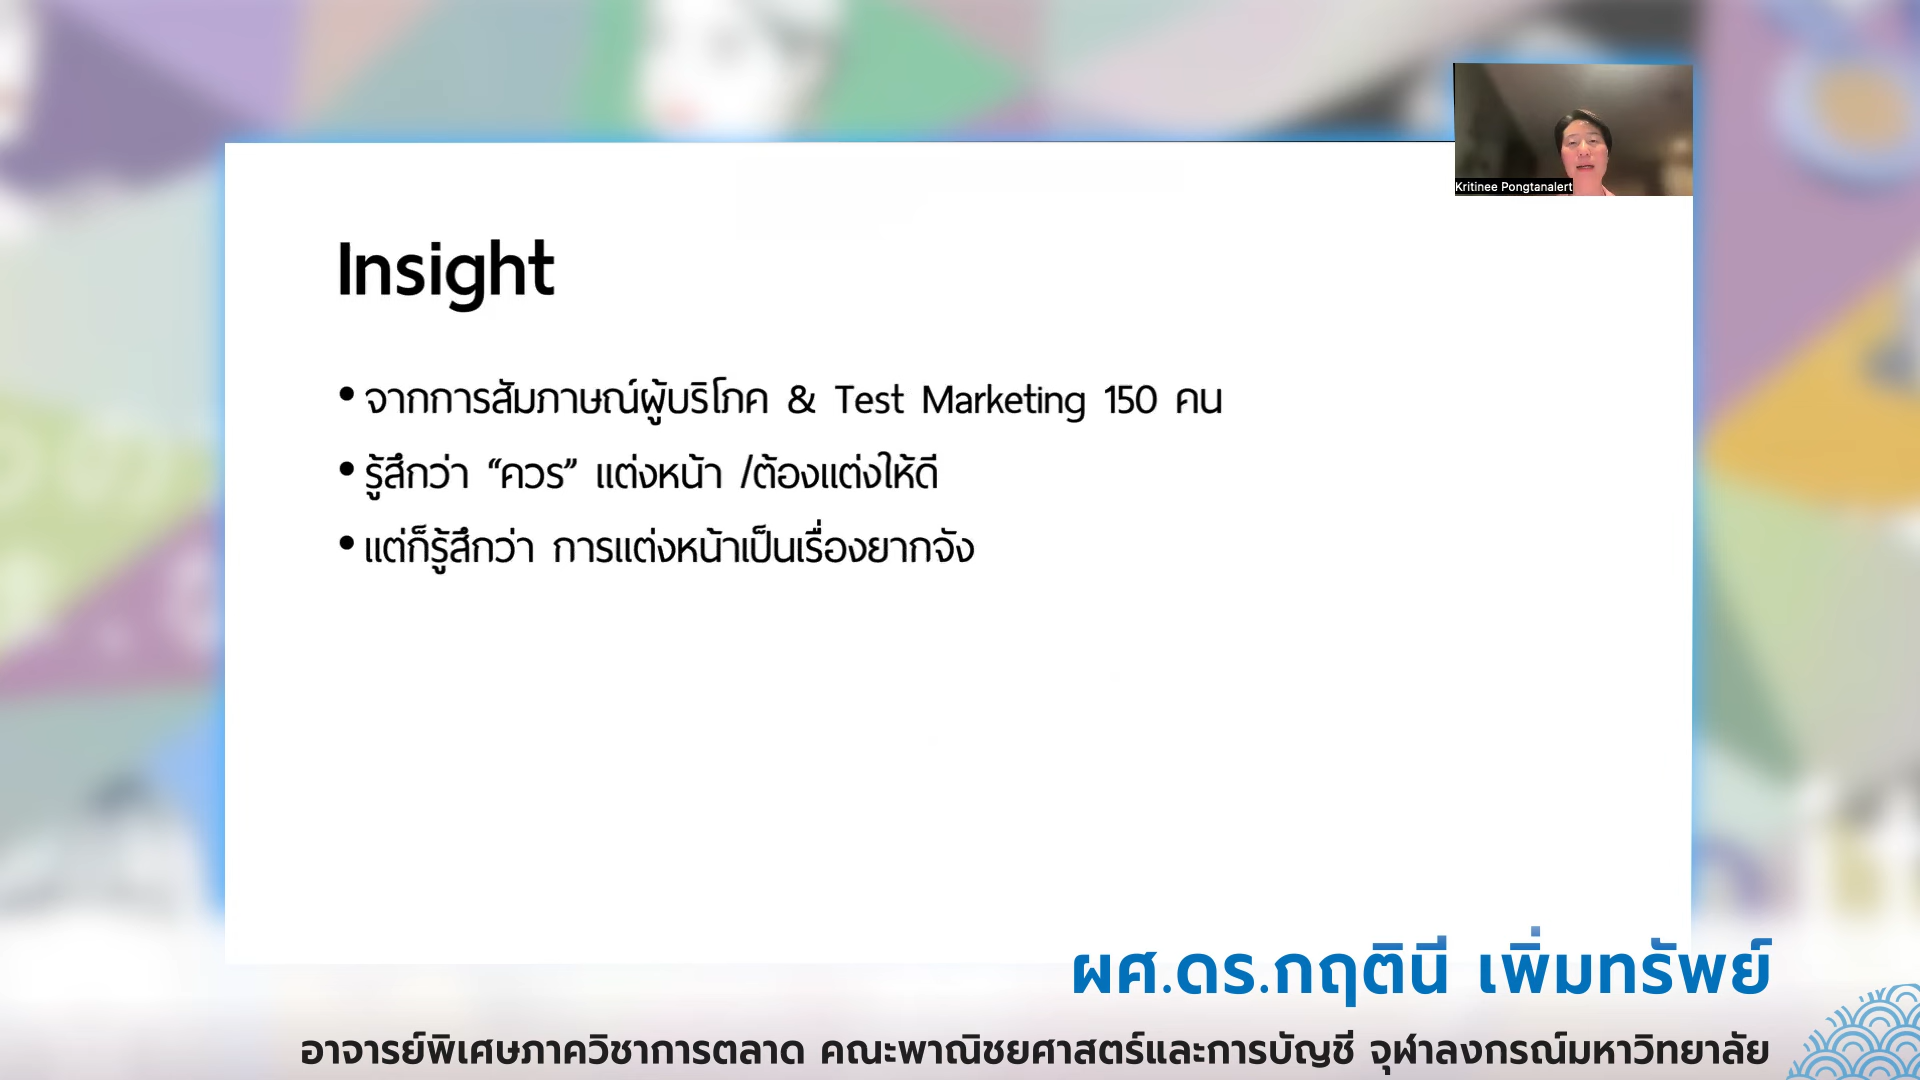 Kritinee Pongtanalert
Insight
• จากการสัมภาษณ์ผู้บริโภค & Test Marketing 150 คน
• รู้สึกว่า “ควร” แต่งหน้า /ต้องแต่งให้ดี
• แต่ก็รู้สึกว่า การแต่งหน้าเป็นเรื่องยากจัง
ผศ.ดร.กฤตินี เพิ่มทรัพย์
อาจารย์พิเศษภาควิชาการตลาด คณะพาณิชยศาสตร์และการบัญชี จุฬาลงกรณ์มหาวิทยาลัย